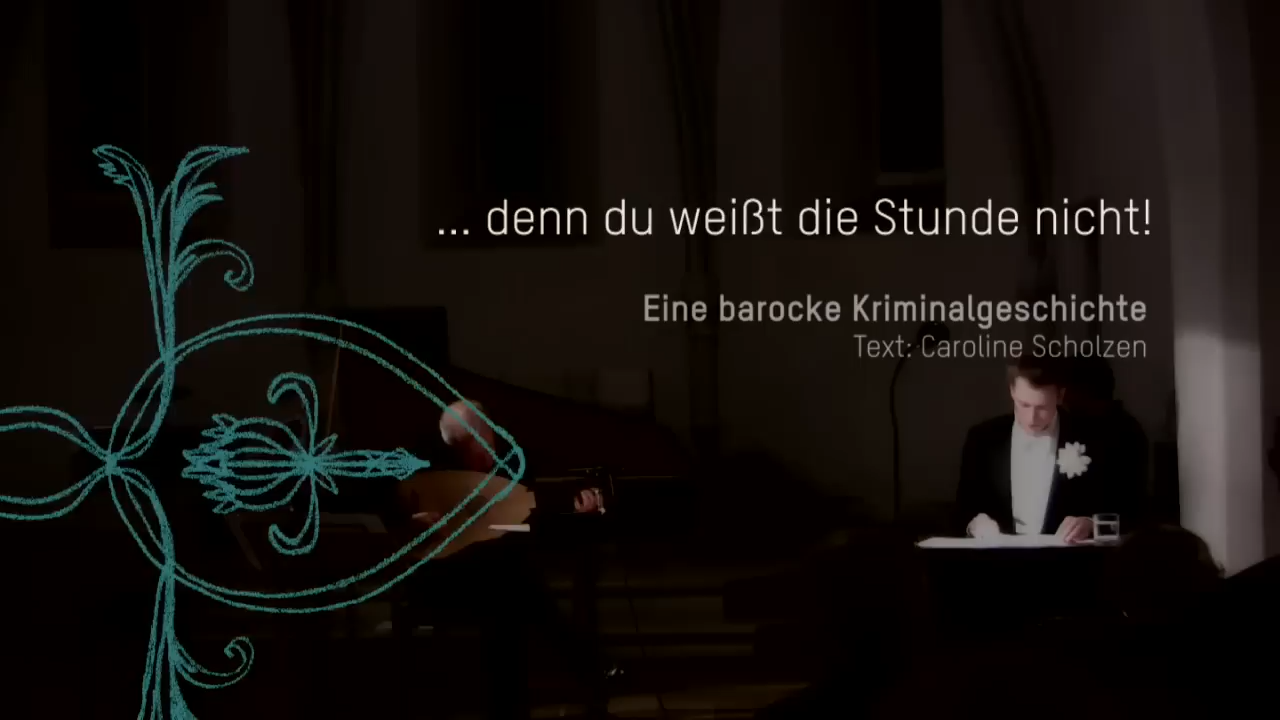 ... denn du weißt die Stunde nicht!
Eine barocke Kriminalgeschichte
Text: Caroline Scholzen